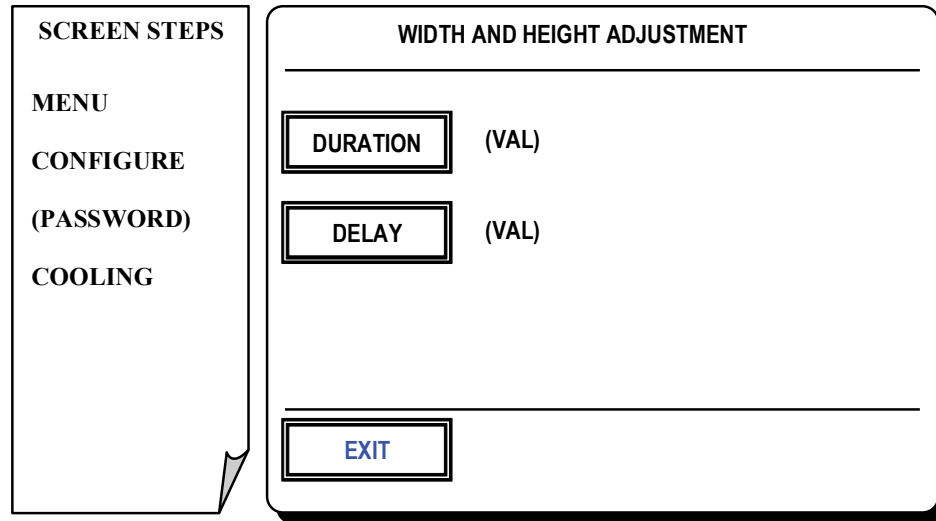 SCREEN STEPS
MENU
CONFIGURE
(PASSWORD)
COOLING
WIDTH AND HEIGHT ADJUSTMENT
DURATION (VAL)
DELAY (VAL)
EXIT